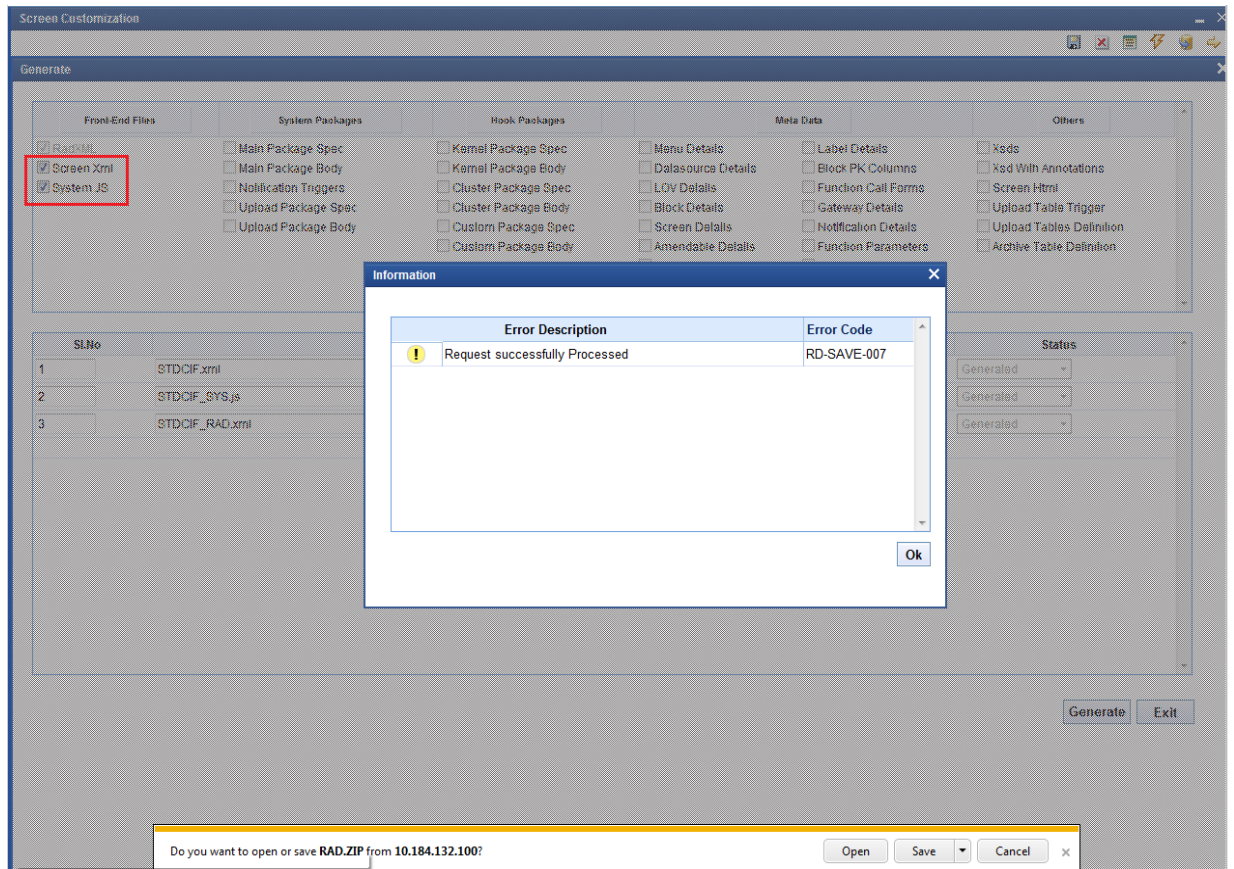 Screen Customization
Generate
Front-End Files System Packages Hook Packages Meta Data Others
RadXML Main Package Spec Kernel Package Spec Menu Details Label Details Xsds
Screen Xml Main Package Body Kernel Package Body Datasource Details Block PK Columns Xsd With Annotations
System JS Notification Triggers Cluster Package Spec LOV Details Function Call Forms Screen Html
Upload Package Spec Cluster Package Body Block Details Gateway Details Upload Table Trigger
Upload Package Body Custom Package Spec Screen Details Notification Details Upload Tables Definition
Custom Package Body Amendable Details Function Parameters Archive Table Definition
Information
Error Description Error Code
Request successfully Processed RD-SAVE-007
Ok
Sl.No Status
1 STDCIF.xml Generated
2 STDCIF_SYS.js Generated
3 STDCIF_RAD.xml Generated
Generate Exit
Do you want to open or save RAD.ZIP from 10.184.132.100? Open Save Cancel